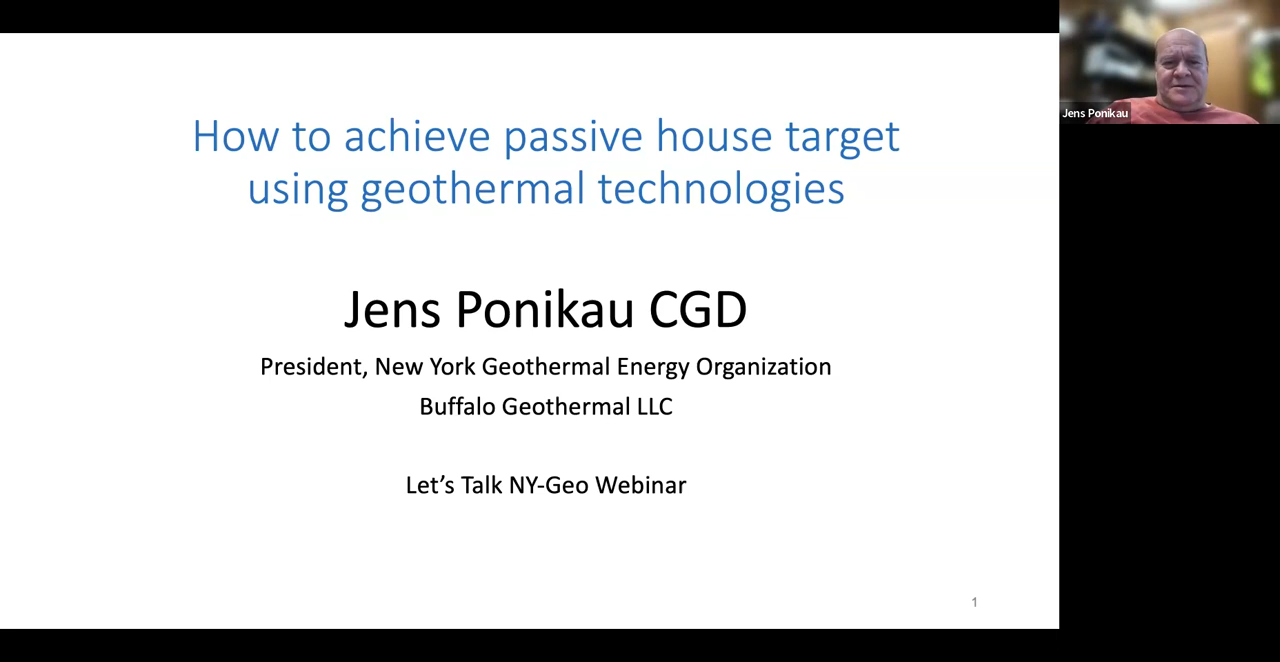 How to achieve passive house target
using geothermal technologies
Jens Ponikau CGD
President, New York Geothermal Energy Organization
Buffalo Geothermal LLC
Let's Talk NY-Geo Webinar
1
Jens Ponikau